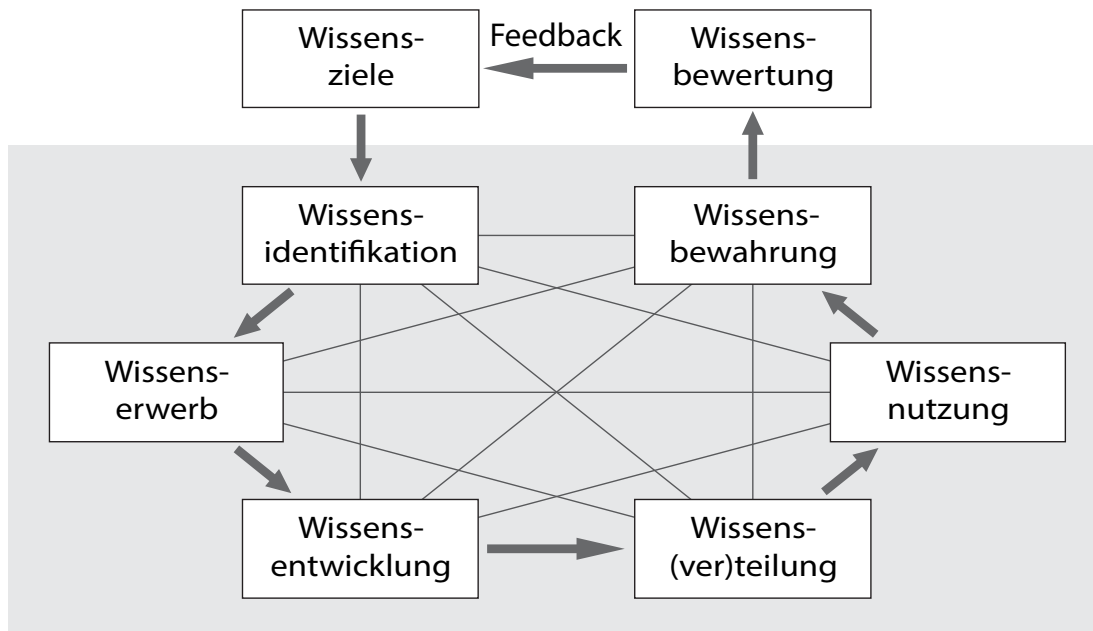 Wissens-
ziele
Feedback
Wissens-
bewertung
Wissens-
identifikation
Wissens-
bewahrung
Wissens-
erwerb
Wissens-
nutzung
Wissens-
entwicklung
Wissens-
(ver)teilung